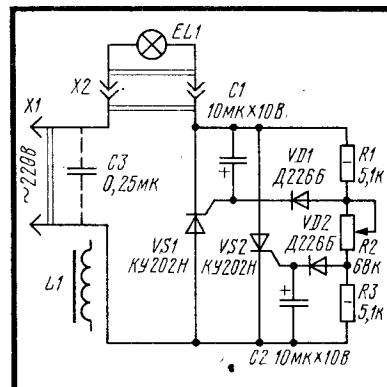 EL1
X2
X1
C1
10мк×10В
~220В
C3
0,25мк
VD1
Д226Б
R1
5,1к
VS1
КУ202Н
VS2
КУ202Н
VD2
Д226Б
R2
68к
L1
R3
5,1к
C2 10мк×10В